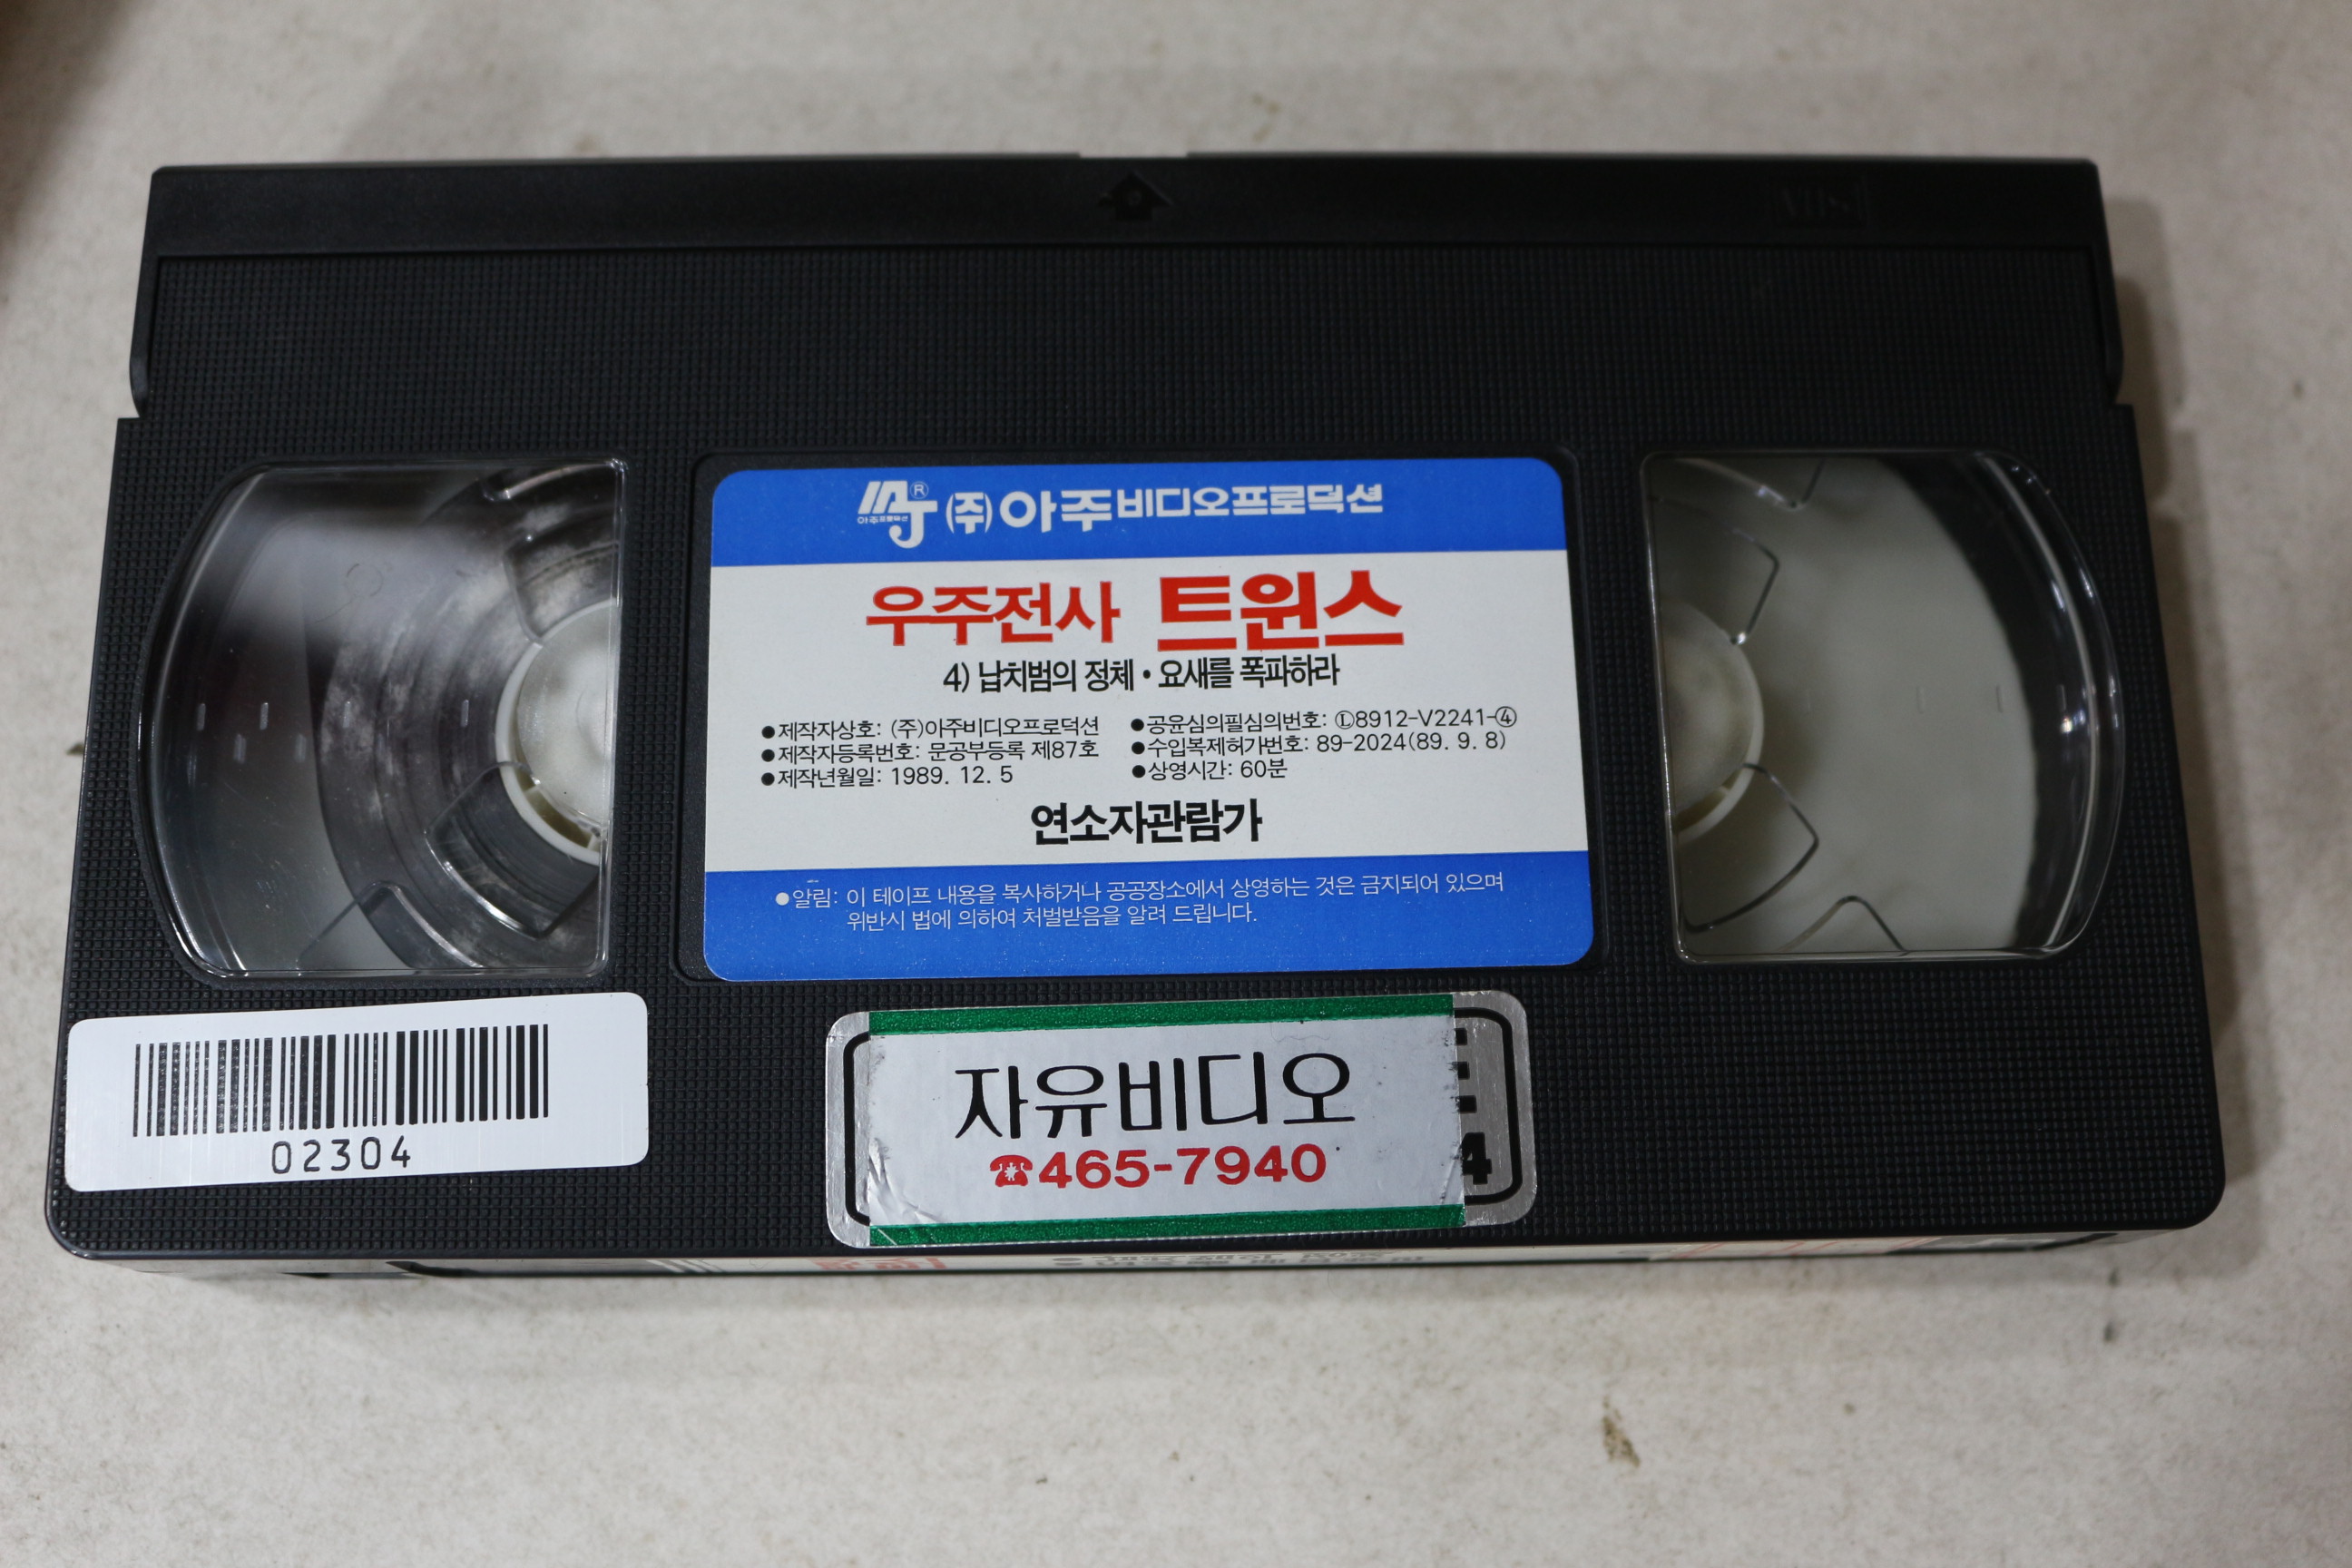 아주프로덕션 ® (주)아주비디오프로덕션
우주전사 트윈스
4) 납치범의 정체 · 요새를 폭파하라
●제작자상호: (주)아주비디오프로덕션
●제작자등록번호: 문공부등록 제87호
●제작년월일: 1989. 12. 5
●공윤심의필심의번호: Ⓛ8912-V2241-④
●수입복제허가번호: 89-2024(89. 9. 8)
●상영시간: 60분
연소자관람가
●알림: 이 테이프 내용을 복사하거나 공공장소에서 상영하는 것은 금지되어 있으며
위반시 법에 의하여 처벌받음을 알려 드립니다.
02304
자유비디오
☎465-7940
4